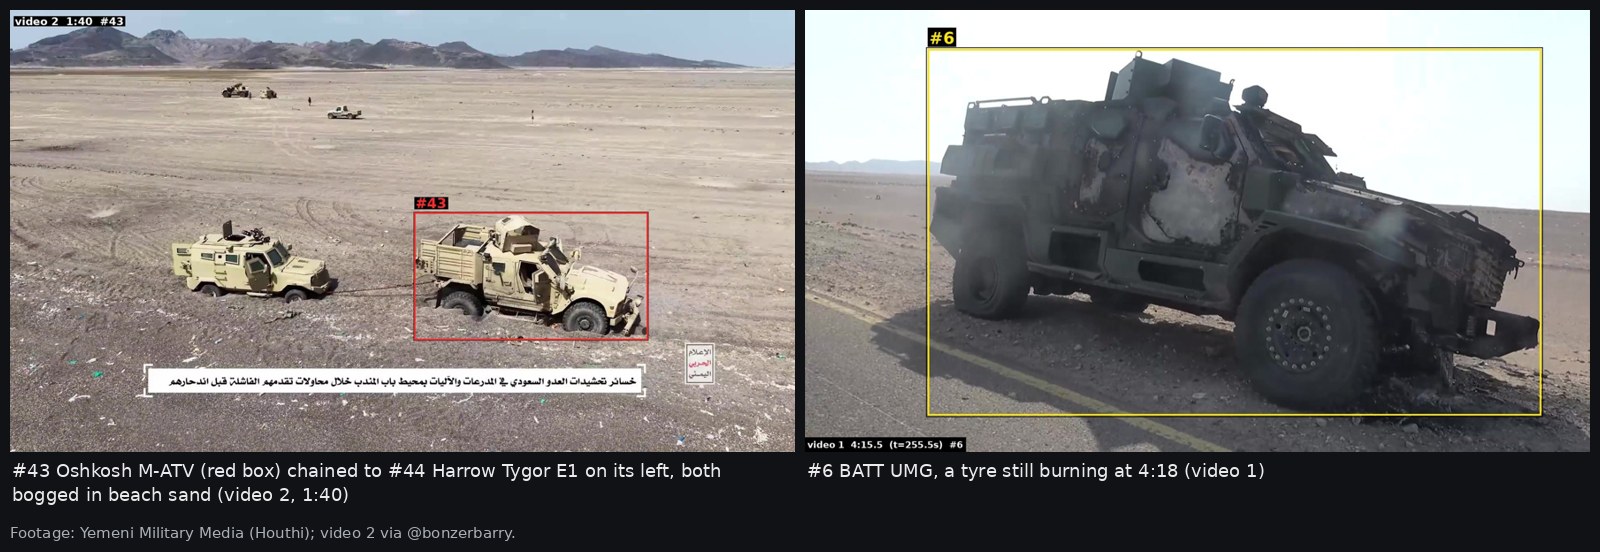 video 2 1:40 #43
#43
خسائر تحشيدات العدو السعودي في المدرعات والآليات بمحيط باب المندب خلال محاولات تقدمهم الفاشلة قبل اندحارهم
الإعلام
الحربي
اليمني
#6
video 1 4:15.5 (t=255.5s) #6
#43 Oshkosh M-ATV (red box) chained to #44 Harrow Tygor E1 on its left, both
bogged in beach sand (video 2, 1:40)
#6 BATT UMG, a tyre still burning at 4:18 (video 1)
Footage: Yemeni Military Media (Houthi); video 2 via @bonzerbarry.